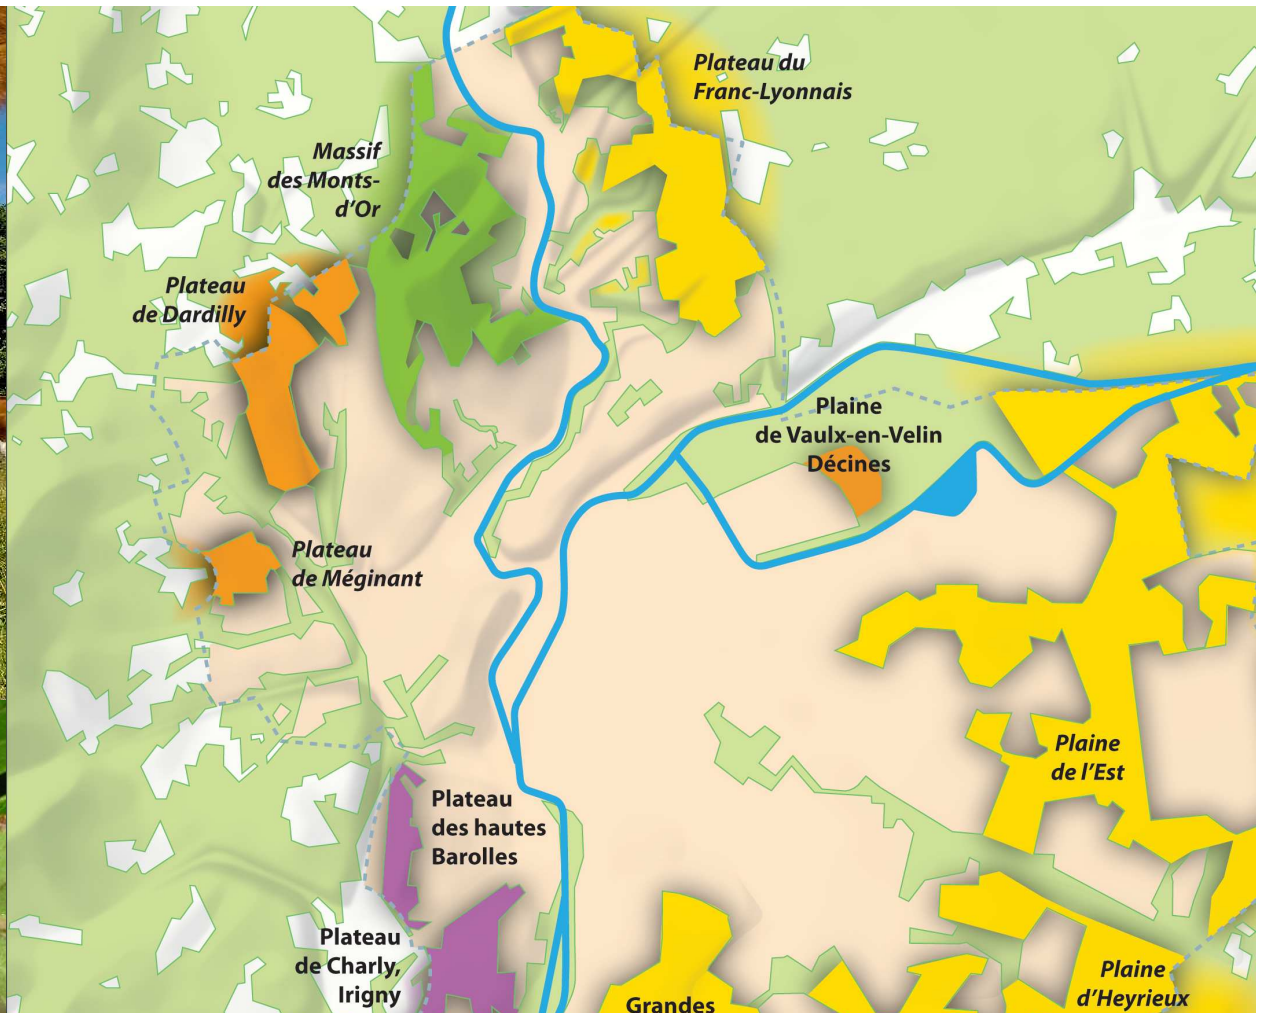 Plateau du
Franc-Lyonnais
Massif
des Monts-
d'Or
Plateau
de Dardilly
Plaine
de Vaulx-en-Velin
Décines
Plateau
de Méginant
Plaine
de l'Est
Plateau
des hautes
Barolles
Plateau
de Charly,
Irigny
Plaine
d'Heyrieux
Grandes